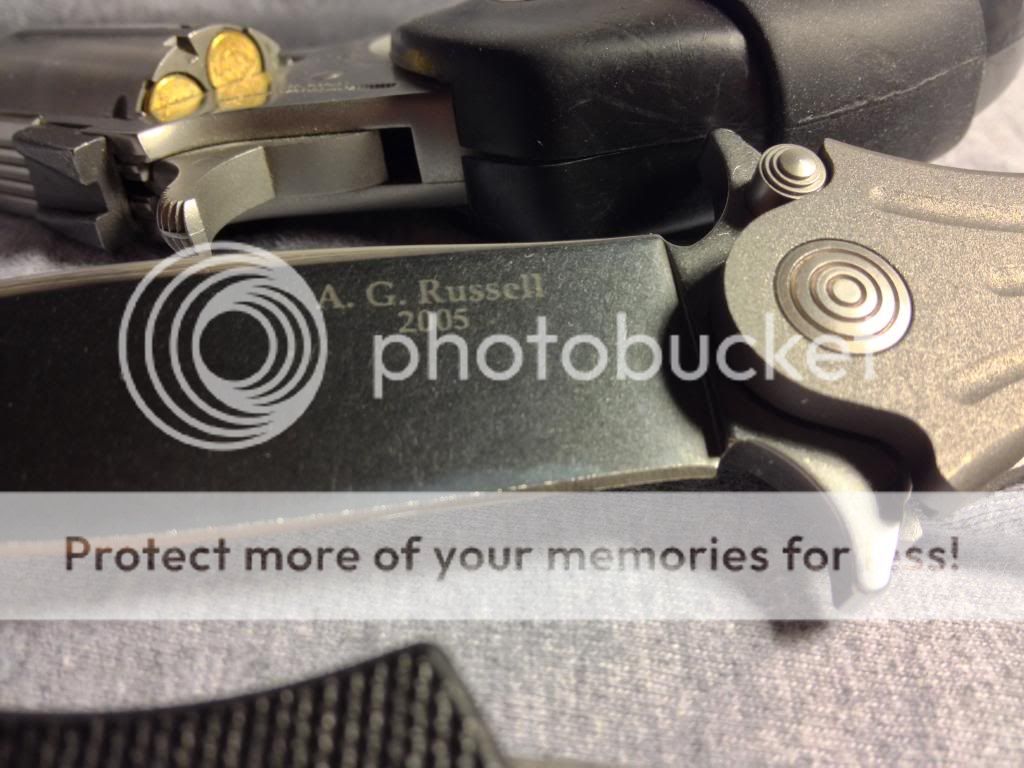 A. G. Russell
2005
photobucket
Protect more of your memories for less!